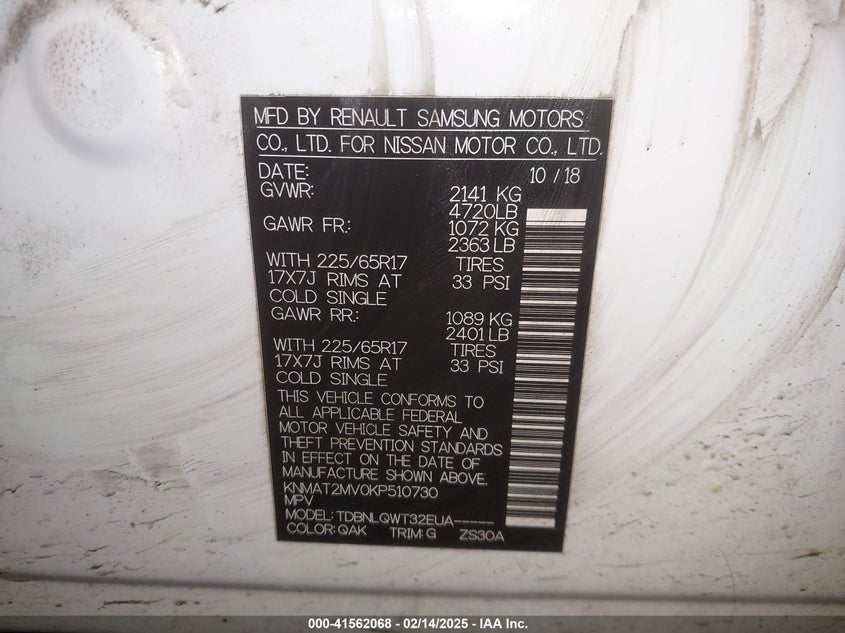 MFD BY RENAULT SAMSUNG MOTORS
CO., LTD. FOR NISSAN MOTOR CO., LTD.
DATE: 10 / 18
GVWR: 2141 KG
4720LB
GAWR FR.: 1072 KG
2363 LB
WITH 225/65R17 TIRES
17X7J RIMS AT 33 PSI
COLD SINGLE
GAWR RR.: 1089 KG
2401 LB
WITH 225/65R17 TIRES
17X7J RIMS AT 33 PSI
COLD SINGLE
THIS VEHICLE CONFORMS TO
ALL APPLICABLE FEDERAL
MOTOR VEHICLE SAFETY AND
THEFT PREVENTION STANDARDS
IN EFFECT ON THE DATE OF
MANUFACTURE SHOWN ABOVE.
KNMAT2MV0KP510730
MPV
MODEL: TDBNLQWT32EUA-----
COLOR: QAK TRIM: G ZS30A
000-41562068 - 02/14/2025 - IAA Inc.